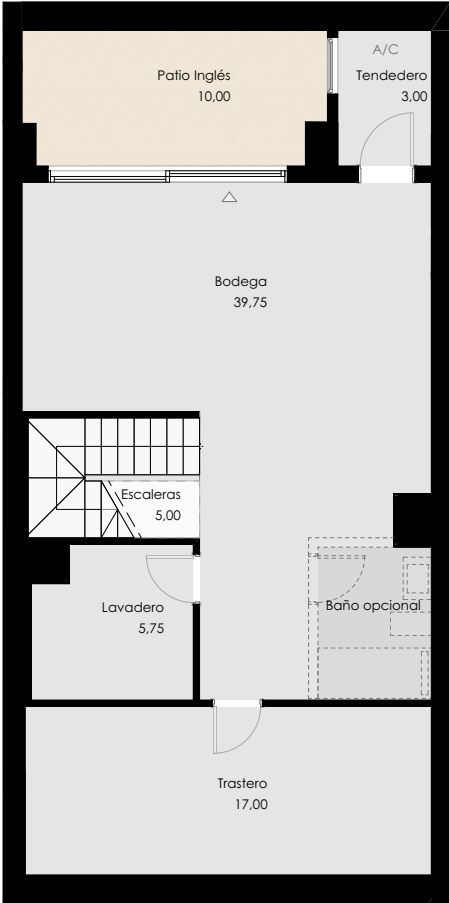 A/C
Patio Inglés
10,00
Tendedero
3,00
Bodega
39,75
Escaleras
5,00
Lavadero
5,75
Baño opcional
Trastero
17,00